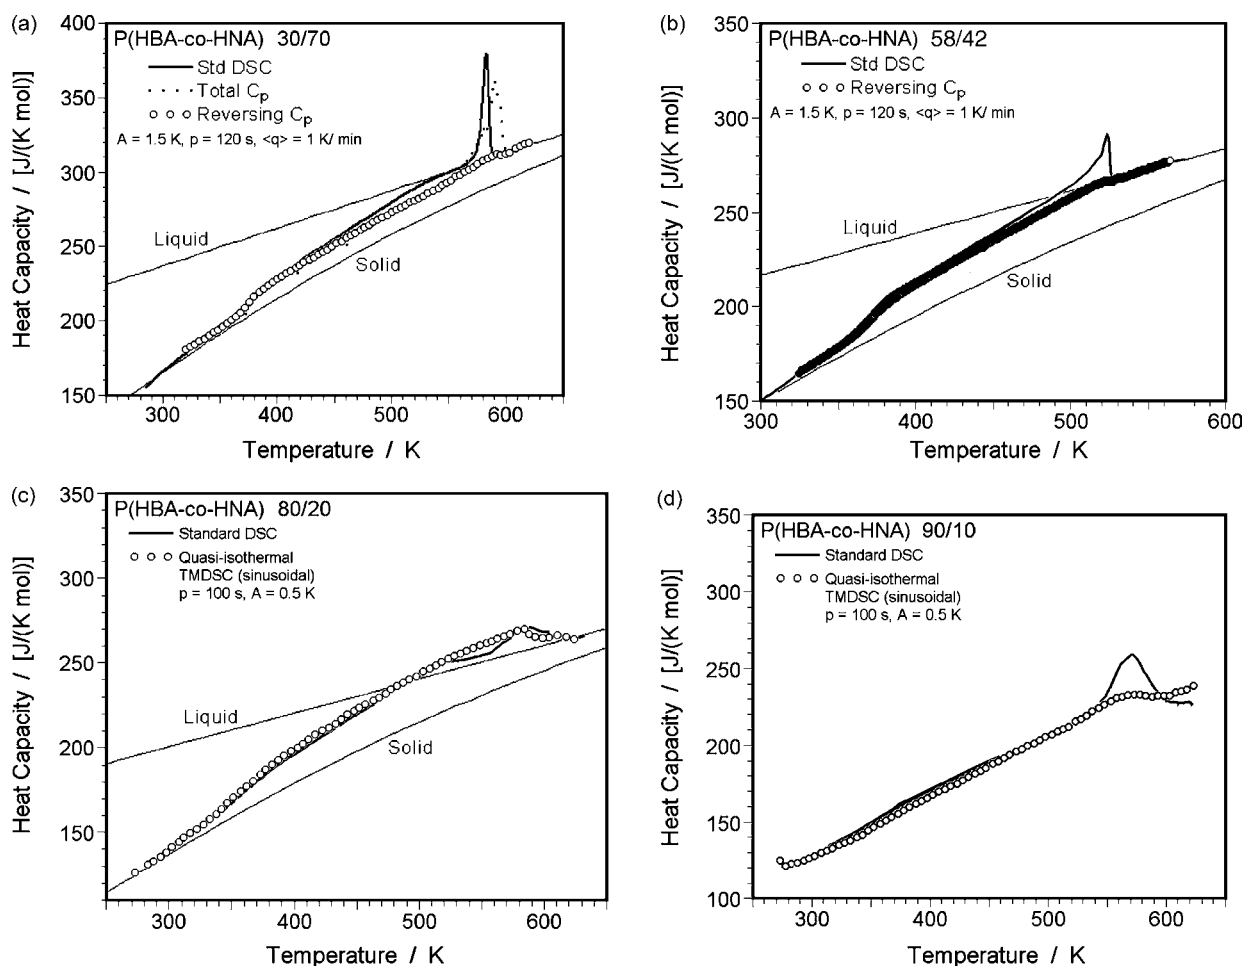 (a)
P(HBA-co-HNA) 30/70
Std DSC
Total Cp
Reversing Cp
A = 1.5 K, p = 120 s, <q> = 1 K/ min
Liquid
Solid
400
350
300
250
200
150
300 400 500 600
Heat Capacity / [J/(K mol)]
Temperature / K
(b)
P(HBA-co-HNA) 58/42
Std DSC
Reversing Cp
A = 1.5 K, p = 120 s, <q> = 1 K/ min
Liquid
Solid
350
300
250
200
150
300 400 500 600
Heat Capacity / [J/(K mol)]
Temperature / K
(c)
P(HBA-co-HNA) 80/20
Standard DSC
Quasi-isothermal
TMDSC (sinusoidal)
p = 100 s, A = 0.5 K
Liquid
Solid
350
300
250
200
150
300 400 500 600
Heat Capacity / [J/(K mol)]
Temperature / K
(d)
P(HBA-co-HNA) 90/10
Standard DSC
Quasi-isothermal
TMDSC (sinusoidal)
p = 100 s, A = 0.5 K
350
300
250
200
150
100
300 400 500 600
Heat Capacity / [J/(K mol)]
Temperature / K